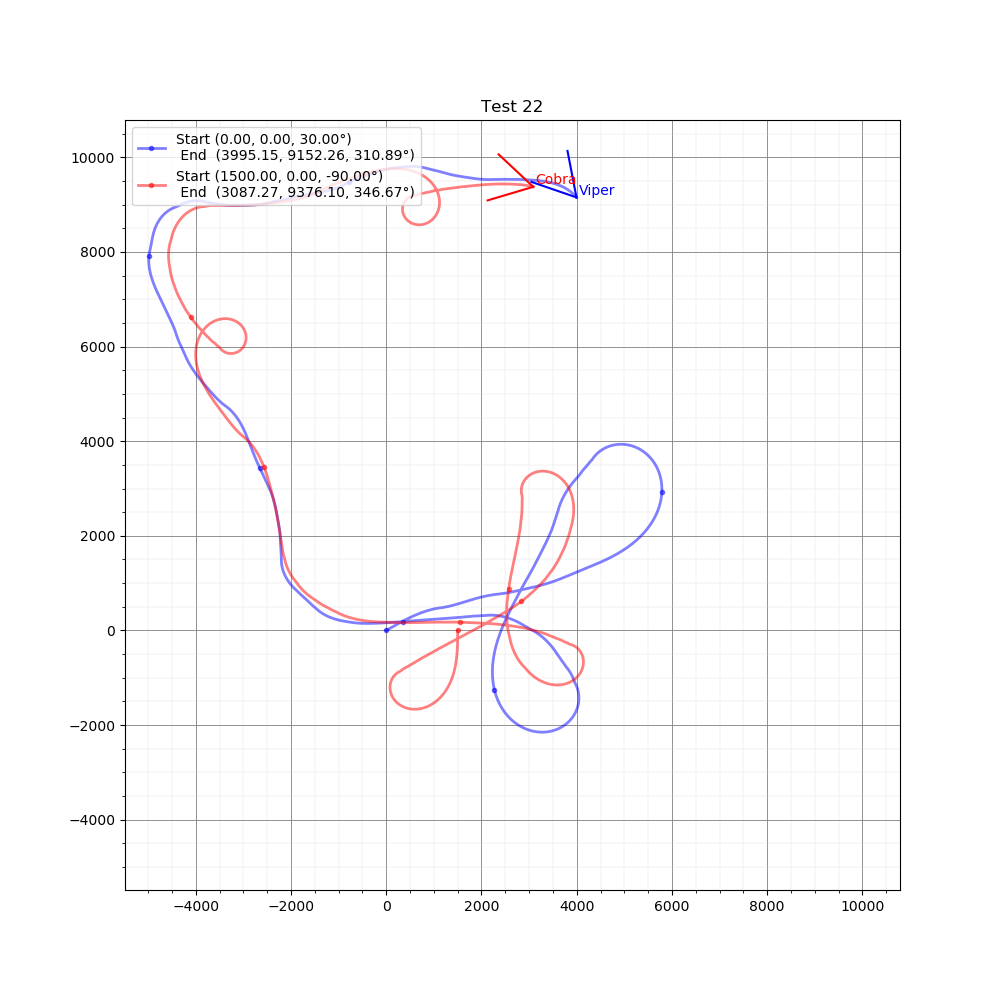 Test 22
Start (0.00, 0.00, 30.00°)
End (3995.15, 9152.26, 310.89°)
Start (1500.00, 0.00, -90.00°)
End (3087.27, 9376.10, 346.67°)
Cobra
Viper
10000
8000
6000
4000
2000
0
−2000
−4000
−4000 −2000 0 2000 4000 6000 8000 10000